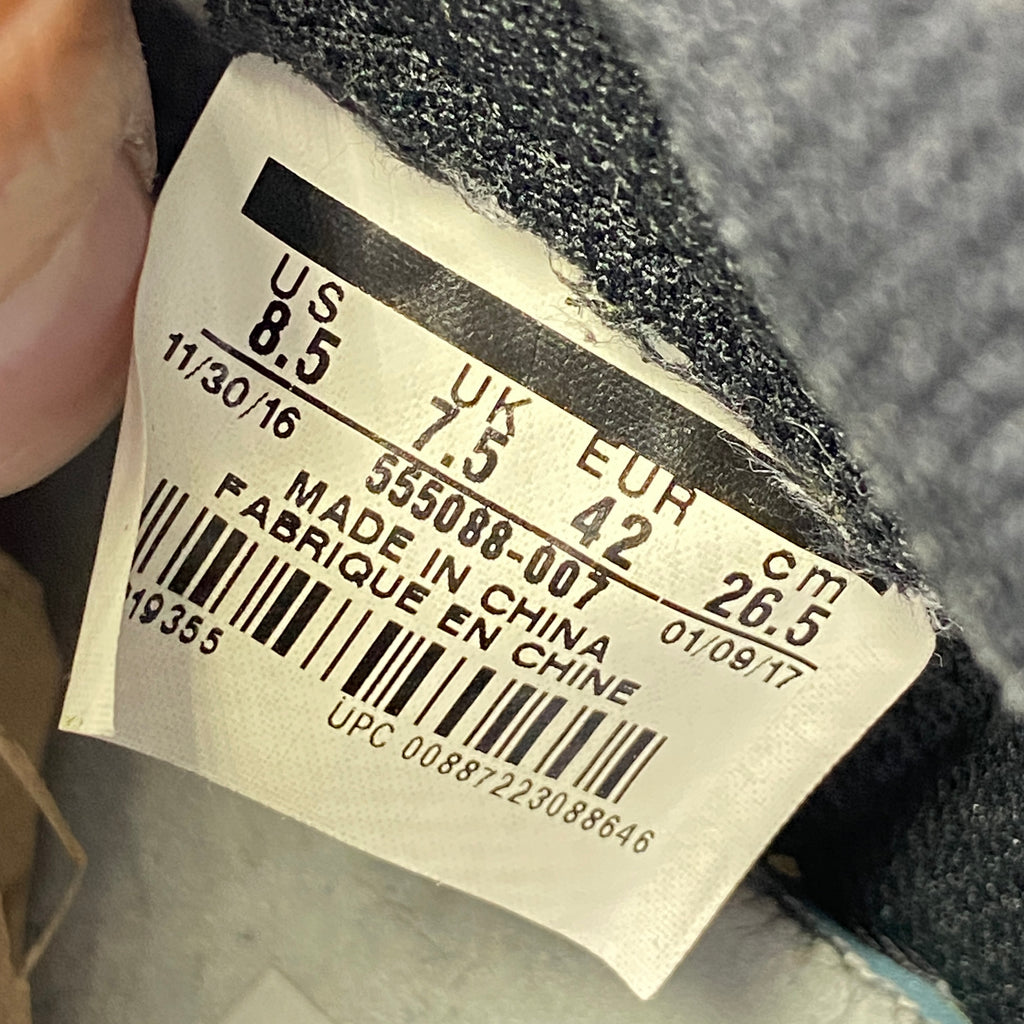 US UK EUR cm
8.5 7.5 42 26.5
11/30/16 555088-007 01/09/17
MADE IN CHINA
FABRIQUE EN CHINE
19355
UPC 00887223088646